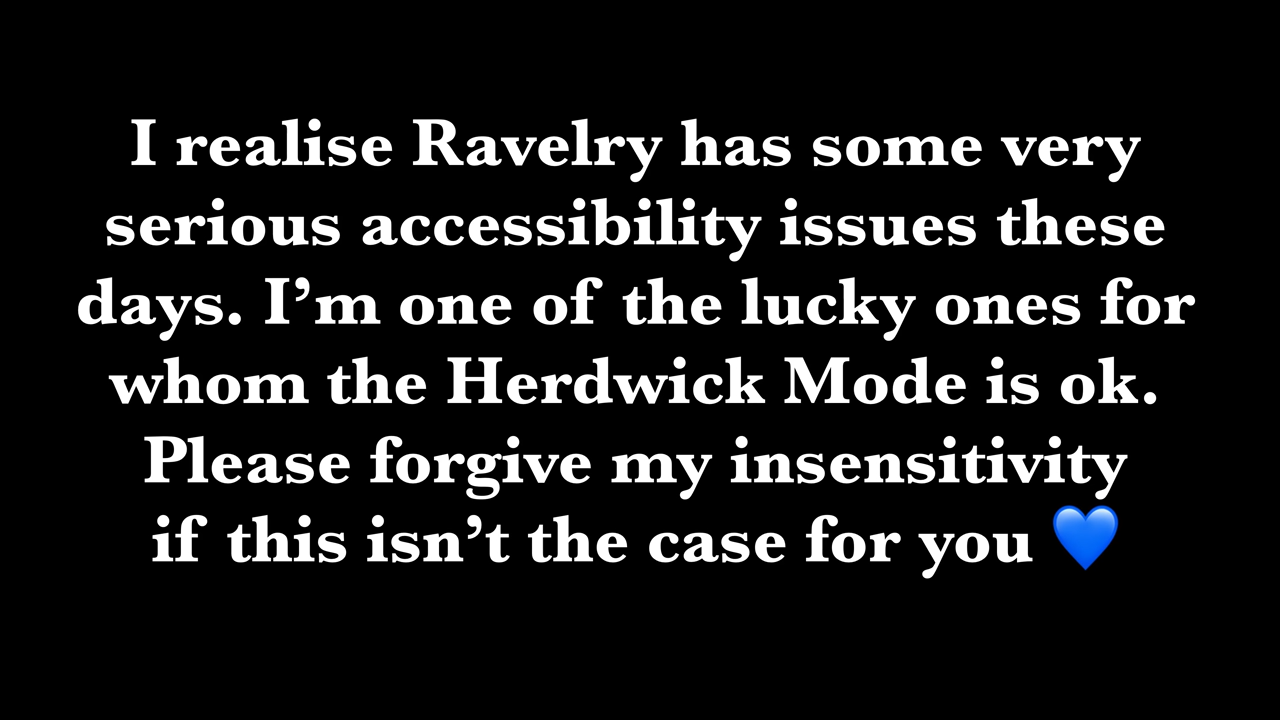 I realise Ravelry has some very
serious accessibility issues these
days. I’m one of the lucky ones for
whom the Herdwick Mode is ok.
Please forgive my insensitivity
if this isn’t the case for you 💙